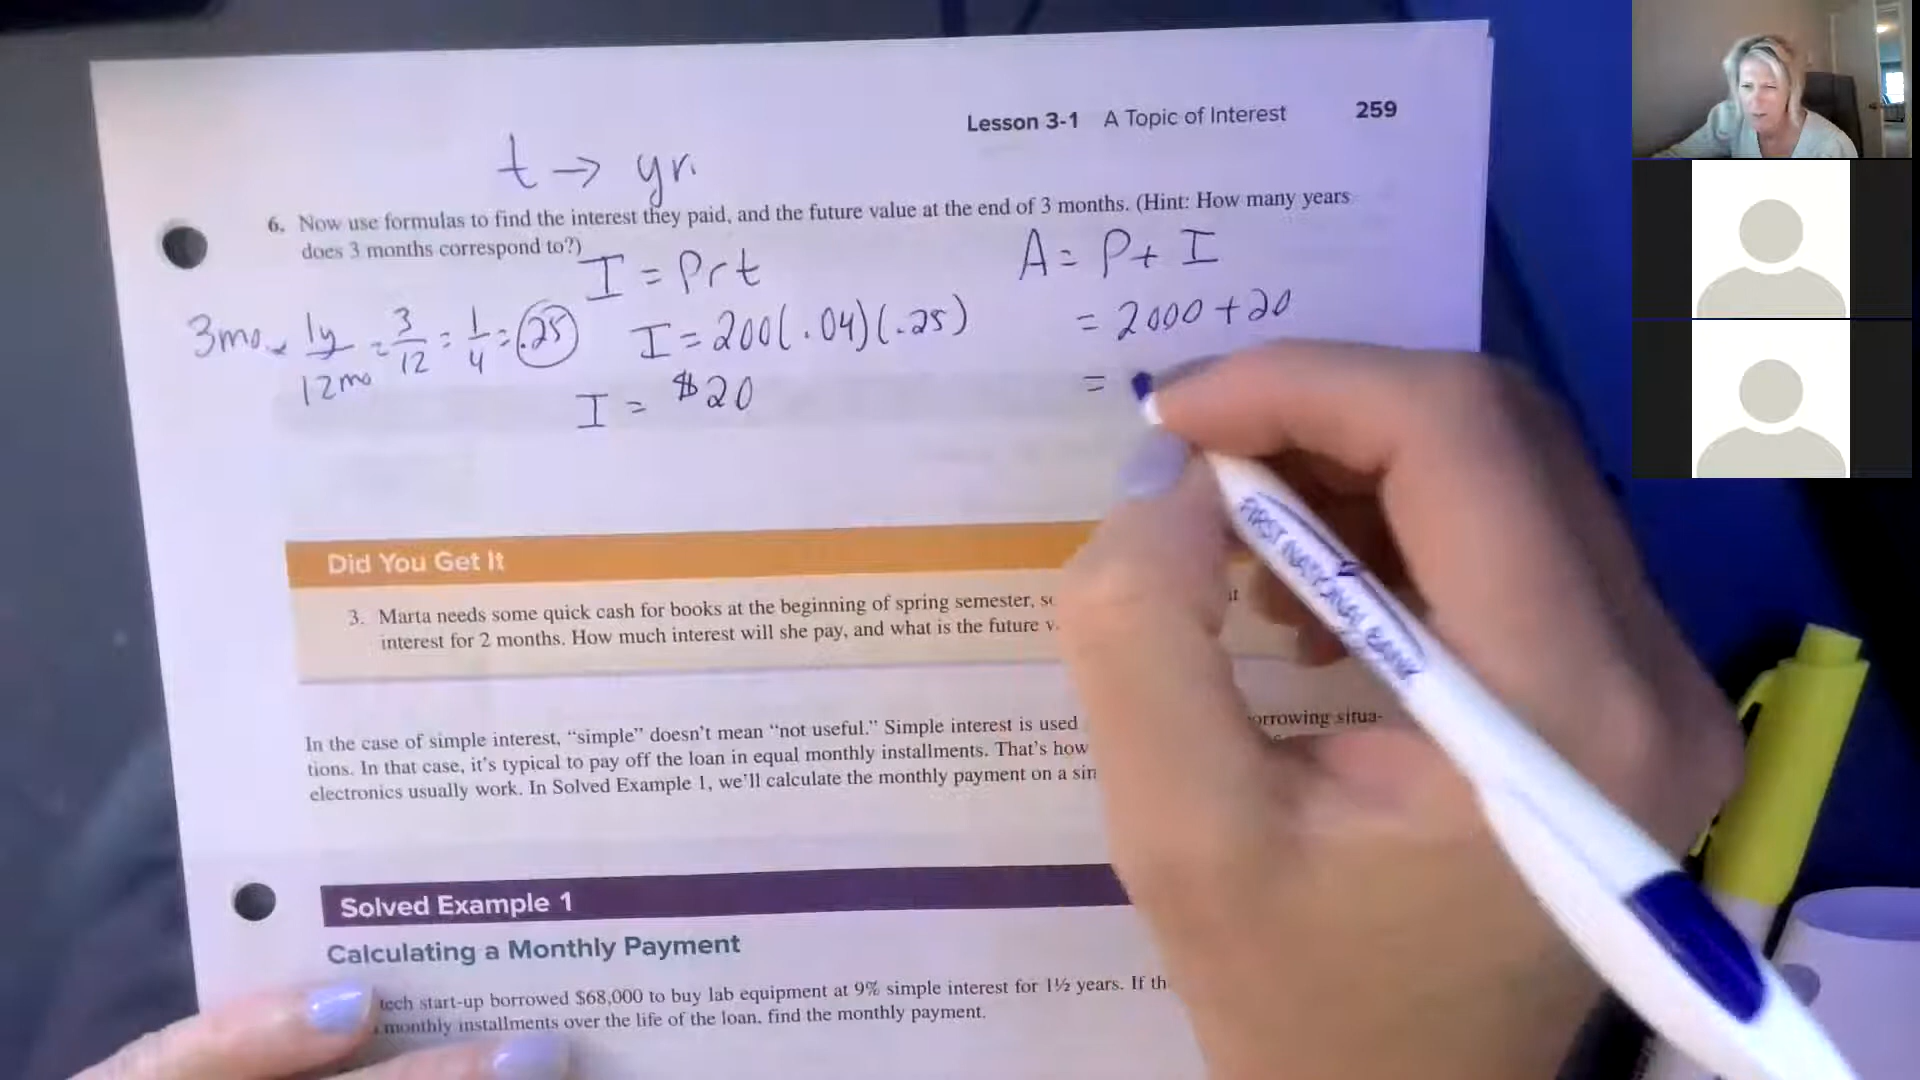 Lesson 3-1 A Topic of Interest 259
t → yr.
6. Now use formulas to find the interest they paid, and the future value at the end of 3 months. (Hint: How many years
does 3 months correspond to?)
I = Prt
A = P + I
3mo. 1y/12mo = 3/12 = 1/4 = .25
I = 200(.04)(.25)
= 2000 + 20
I = $20
=
Did You Get It
3. Marta needs some quick cash for books at the beginning of spring semester,
interest for 2 months. How much interest will she pay, and what is the future
In the case of simple interest, “simple” doesn’t mean “not useful.” Simple interest is used orrowing situa-
tions. In that case, it’s typical to pay off the loan in equal monthly installments. That’s how
electronics usually work. In Solved Example 1, we’ll calculate the monthly payment on a
Solved Example 1
Calculating a Monthly Payment
tech start-up borrowed $68,000 to buy lab equipment at 9% simple interest for 1½ years. If
monthly installments over the life of the loan, find the monthly payment.
FIRST NATIONAL BANK